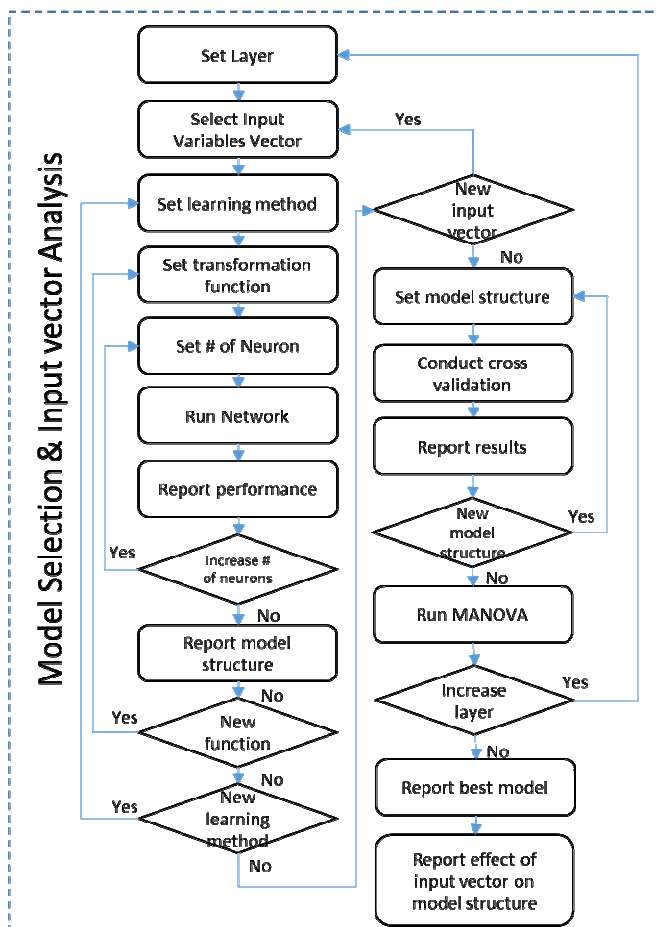 Model Selection & Input vector Analysis
Set Layer
Select Input
Variables Vector
Set learning method
Set transformation
function
Set # of Neuron
Run Network
Report performance
Increase #
of neurons
Yes
No
Report model
structure
No
New
function
Yes
No
New
learning
method
Yes
No
Yes
New
input
vector
No
Set model structure
Conduct cross
validation
Report results
New
model
structure
Yes
No
Run MANOVA
Increase
layer
Yes
No
Report best model
Report effect of
input vector on
model structure